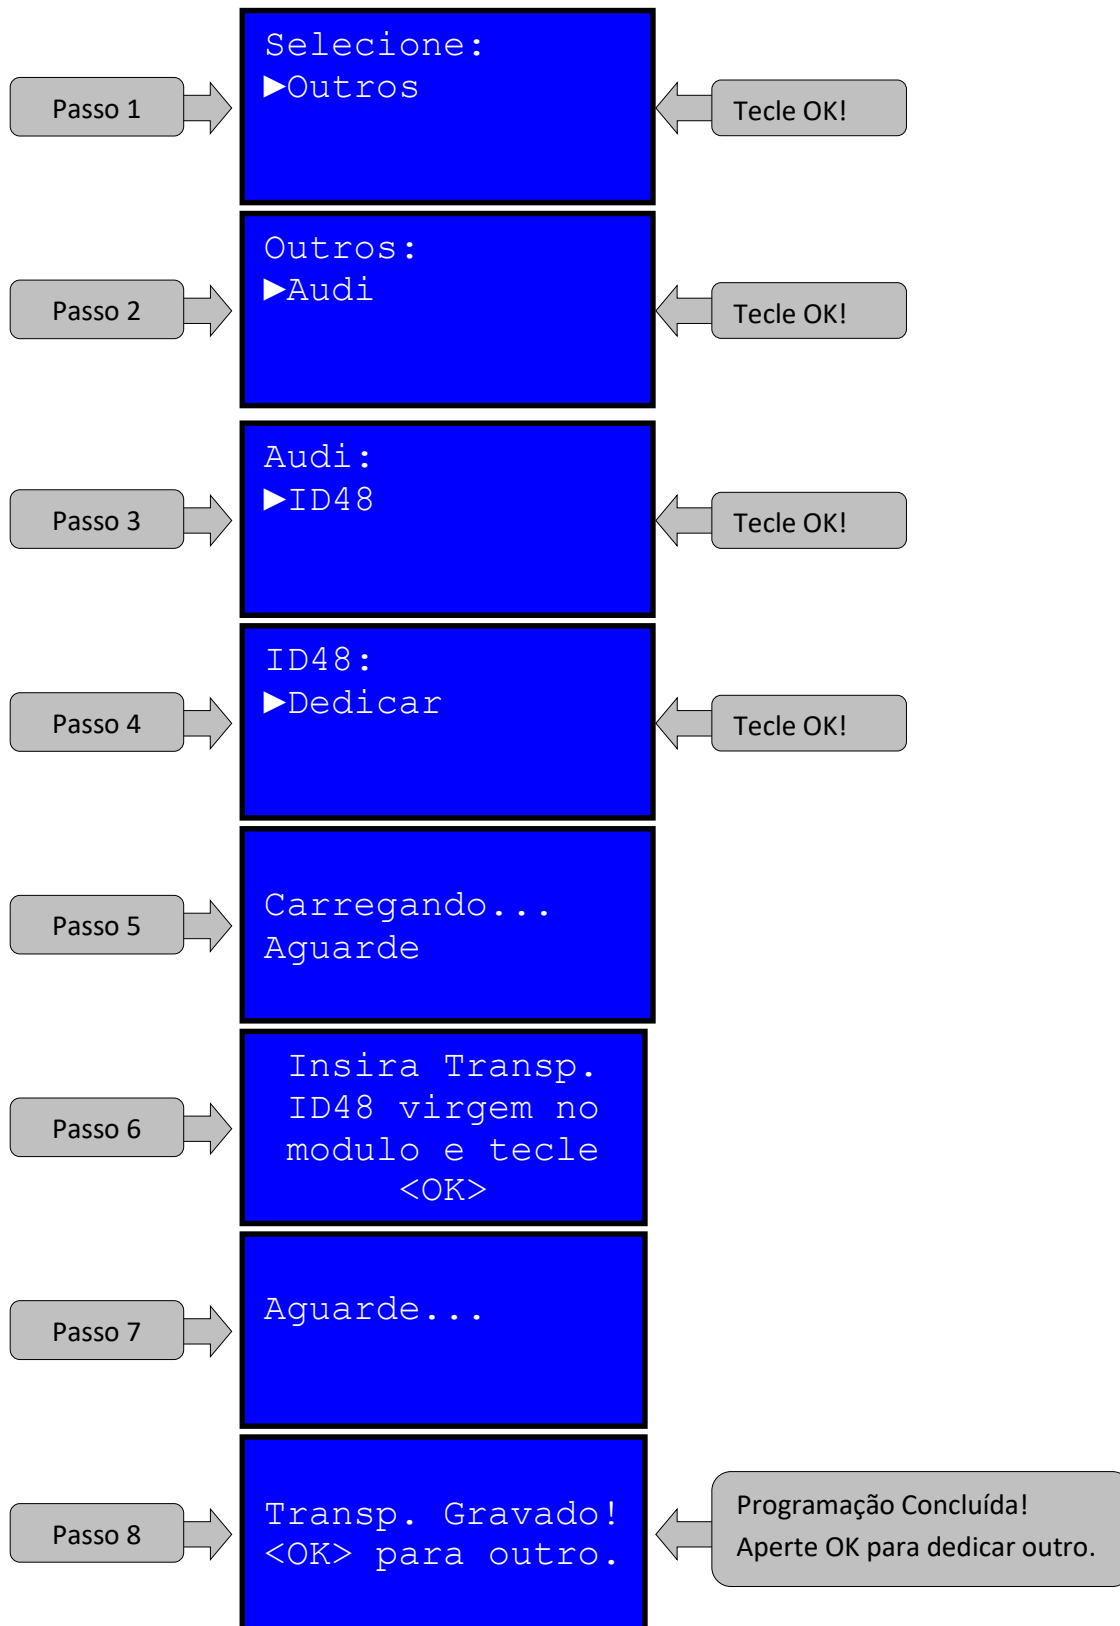 Passo 1
Selecione:
►Outros
Tecle OK!
Passo 2
Outros:
►Audi
Tecle OK!
Passo 3
Audi:
►ID48
Tecle OK!
Passo 4
ID48:
►Dedicar
Tecle OK!
Passo 5
Carregando...
Aguarde
Passo 6
Insira Transp.
ID48 virgem no
modulo e tecle
<OK>
Passo 7
Aguarde...
Passo 8
Transp. Gravado!
<OK> para outro.
Programação Concluída!
Aperte OK para dedicar outro.